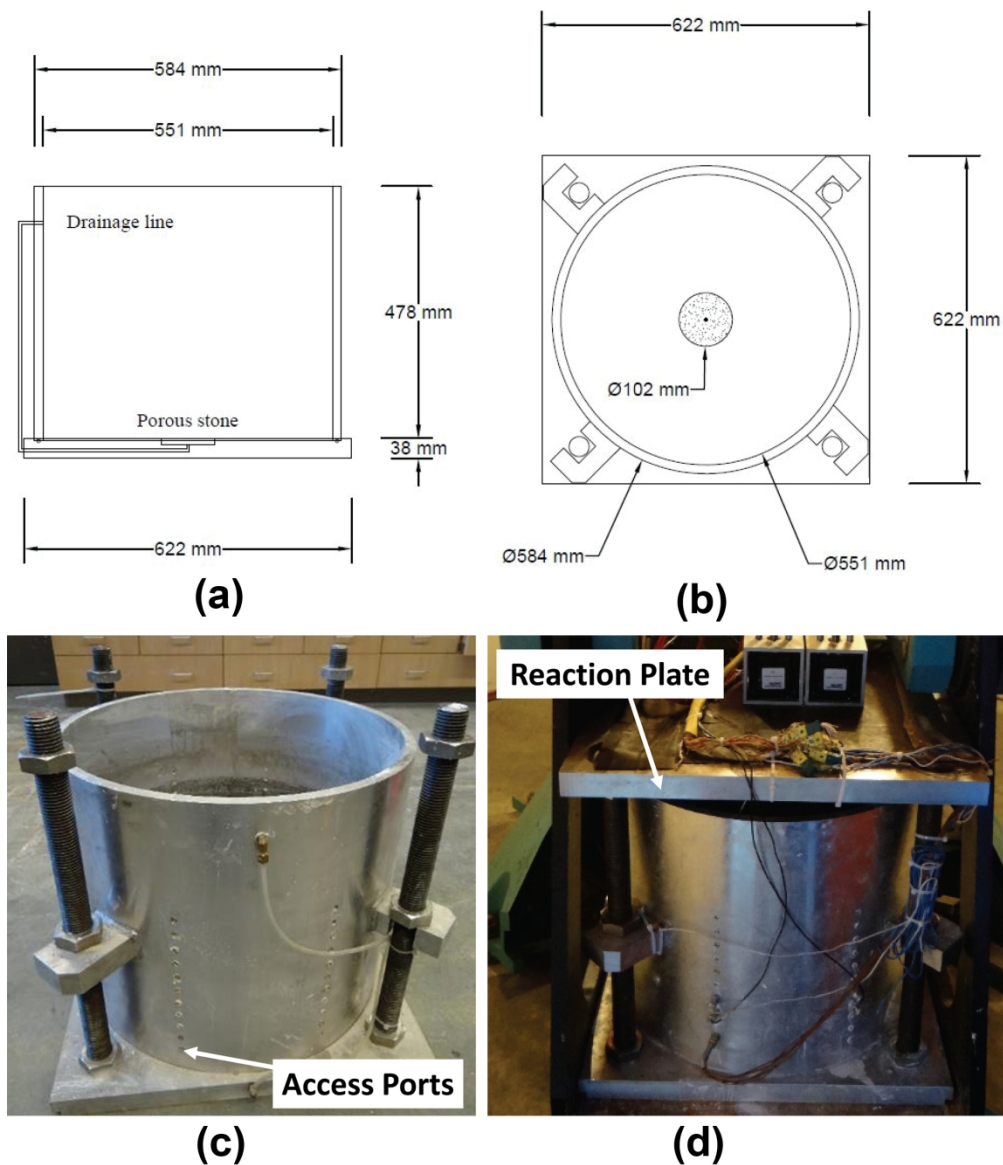 584 mm
551 mm
Drainage line
478 mm
Porous stone
38 mm
622 mm
(a)
622 mm
622 mm
Ø102 mm
Ø584 mm
Ø551 mm
(b)
Access Ports
(c)
Reaction Plate
(d)